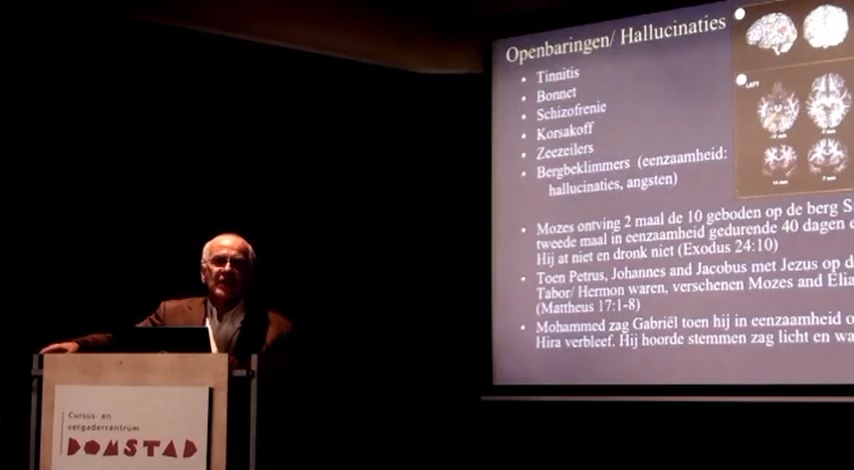 Openbaringen/ Hallucinaties
• Tinnitis
• Bonnet
• Schizofrenie
• Korsakoff
• Zeezeilers
• Bergbeklimmers (eenzaamheid:
hallucinaties, angsten)
• Mozes ontving 2 maal de 10 geboden op de berg S
tweede maal in eenzaamheid gedurende 40 dagen
Hij at niet en dronk niet (Exodus 24:10)
• Toen Petrus, Johannes and Jacobus met Jezus op d
Tabor/ Hermon waren, verschenen Mozes and Elia
(Mattheus 17:1-8)
• Mohammed zag Gabriël toen hij in eenzaamheid o
Hira verbleef. Hij hoorde stemmen zag licht en wa
LEFT
Cursus- en
vergadercentrum
DOMSTAD